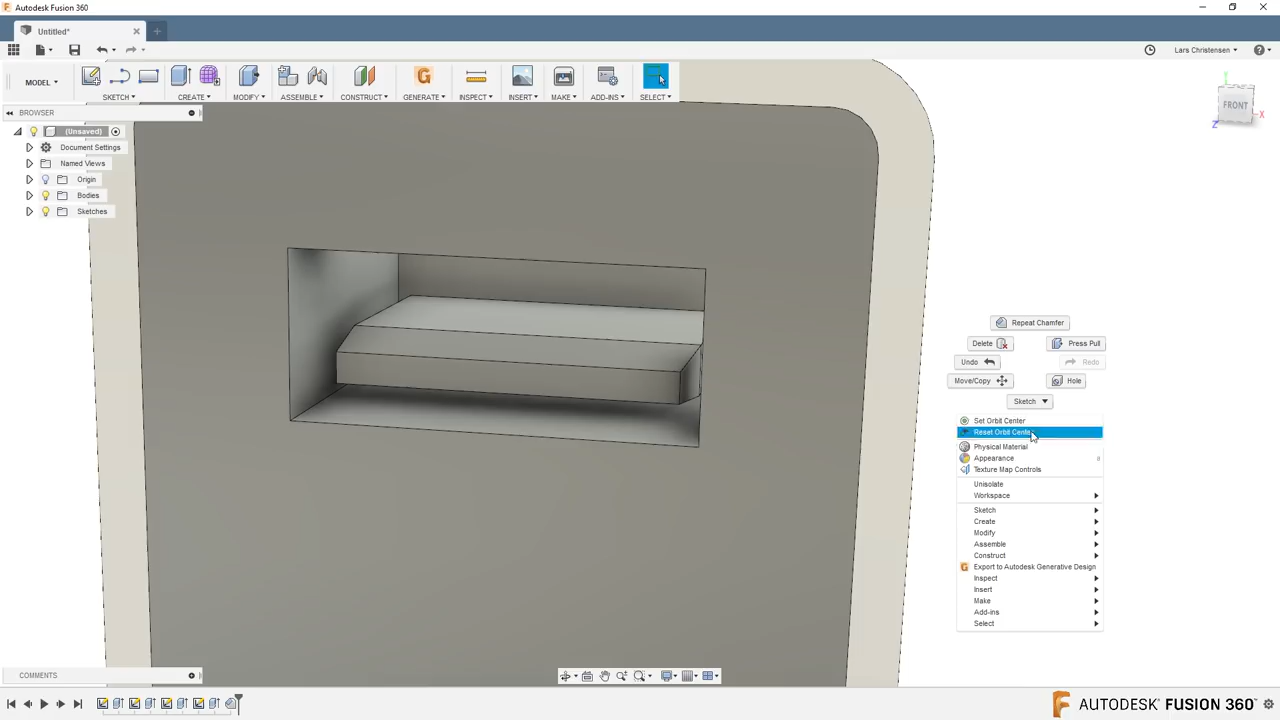 Autodesk Fusion 360
Untitled*
Lars Christensen
MODEL
SKETCH
CREATE
MODIFY
ASSEMBLE
CONSTRUCT
GENERATE
INSPECT
INSERT
MAKE
ADD-INS
SELECT
BROWSER
(Unsaved)
Document Settings
Named Views
Origin
Bodies
Sketches
FRONT
X
Z
Repeat Chamfer
Delete
Press Pull
Undo
Redo
Move/Copy
Hole
Sketch
Set Orbit Center
Reset Orbit Center
Physical Material
Appearance a
Texture Map Controls
Unisolate
Workspace
Sketch
Create
Modify
Assemble
Construct
Export to Autodesk Generative Design
Inspect
Insert
Make
Add-ins
Select
COMMENTS
AUTODESK® FUSION 360™